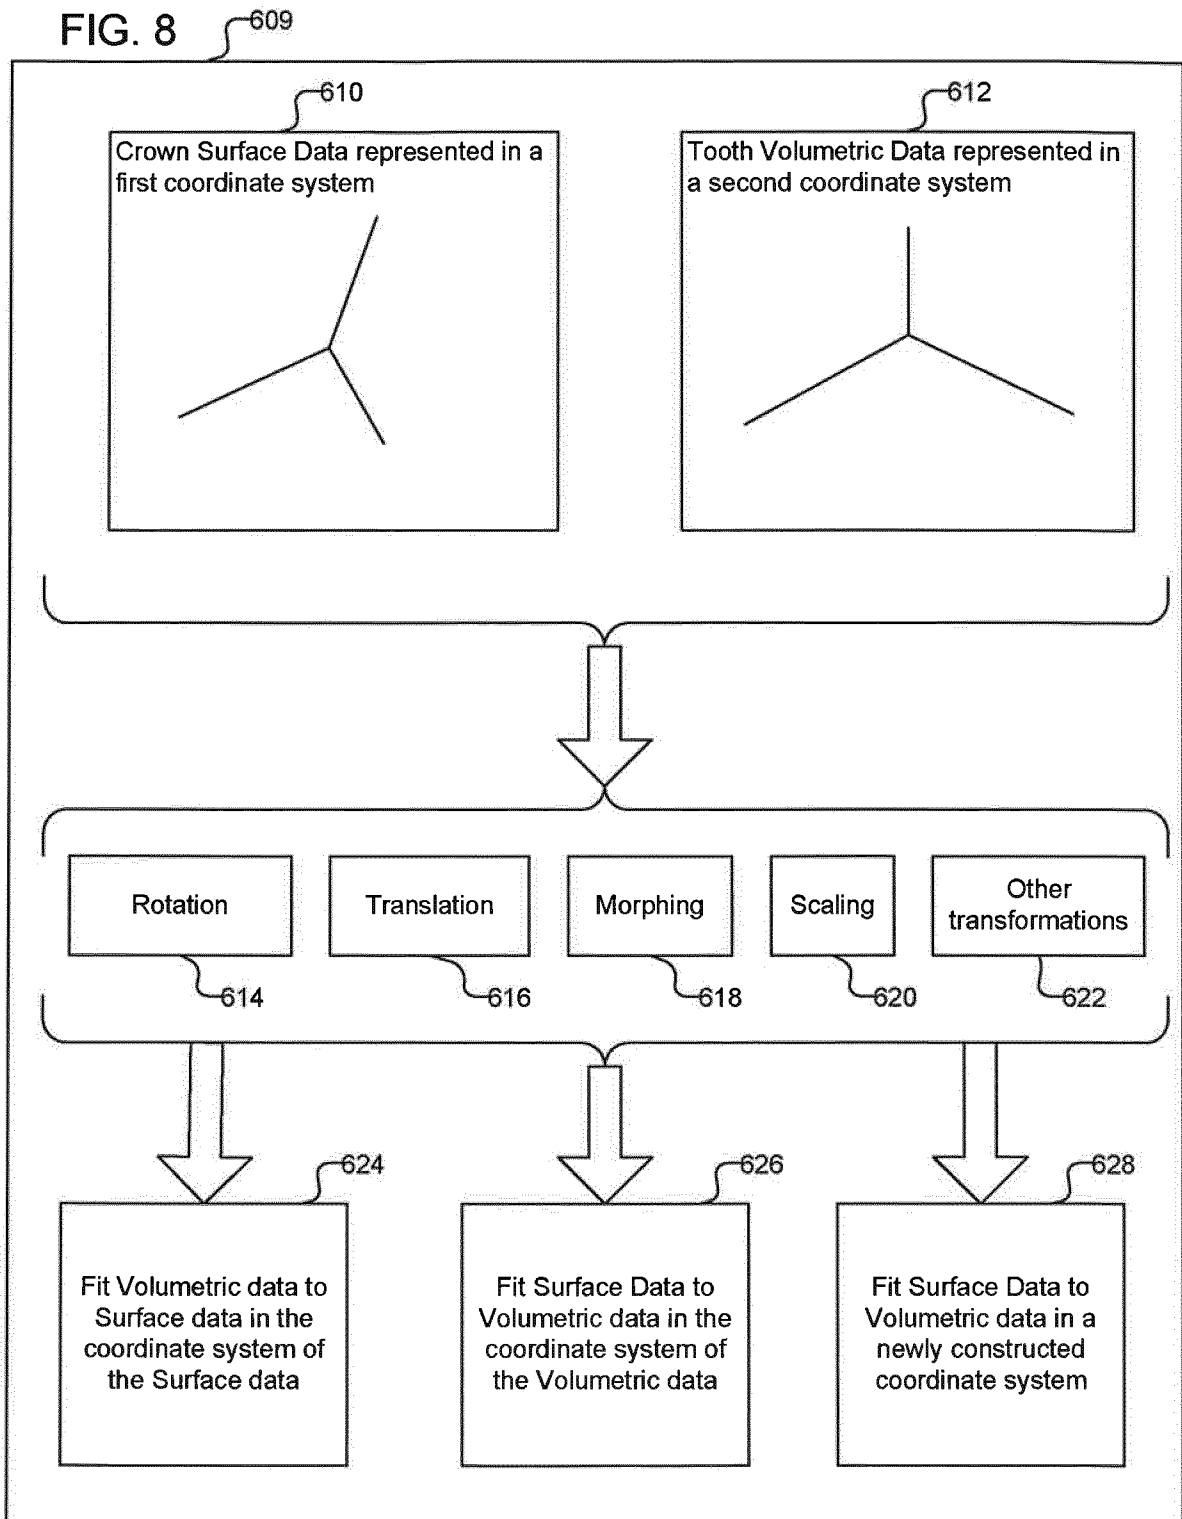 FIG. 8
609
610
612
Crown Surface Data represented in a
first coordinate system
Tooth Volumetric Data represented in
a second coordinate system
Rotation
Translation
Morphing
Scaling
Other
transformations
614
616
618
620
622
624
626
628
Fit Volumetric data to
Surface data in the
coordinate system of
the Surface data
Fit Surface Data to
Volumetric data in the
coordinate system of
the Volumetric data
Fit Surface Data to
Volumetric data in a
newly constructed
coordinate system